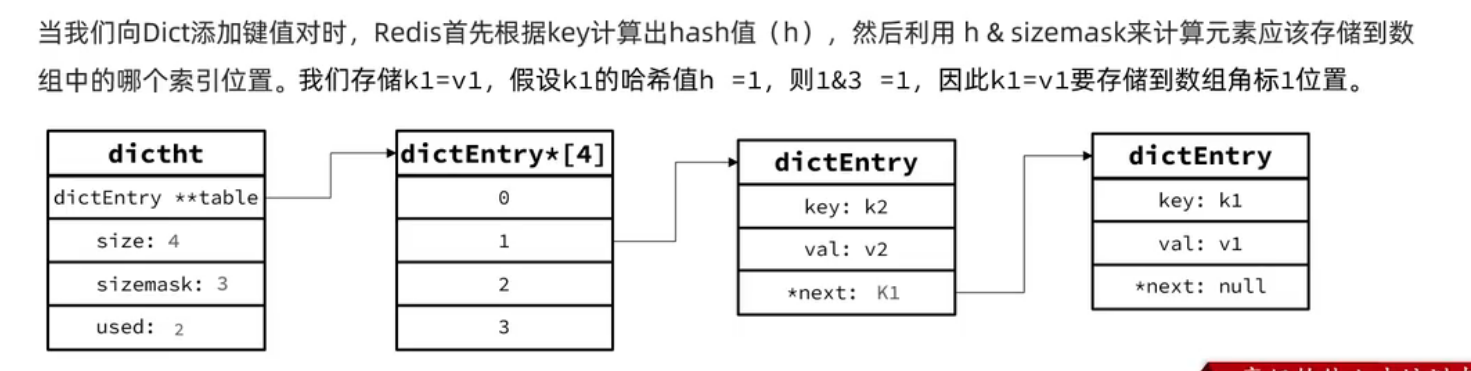 当我们向Dict添加键值对时，Redis首先根据key计算出hash值（h），然后利用 h & sizemask来计算元素应该存储到数
组中的哪个索引位置。我们存储k1=v1，假设k1的哈希值h =1，则1&3 =1，因此k1=v1要存储到数组角标1位置。
dictht
dictEntry **table
size: 4
sizemask: 3
used: 2
dictEntry*[4]
0
1
2
3
dictEntry
key: k2
val: v2
*next: K1
dictEntry
key: k1
val: v1
*next: null